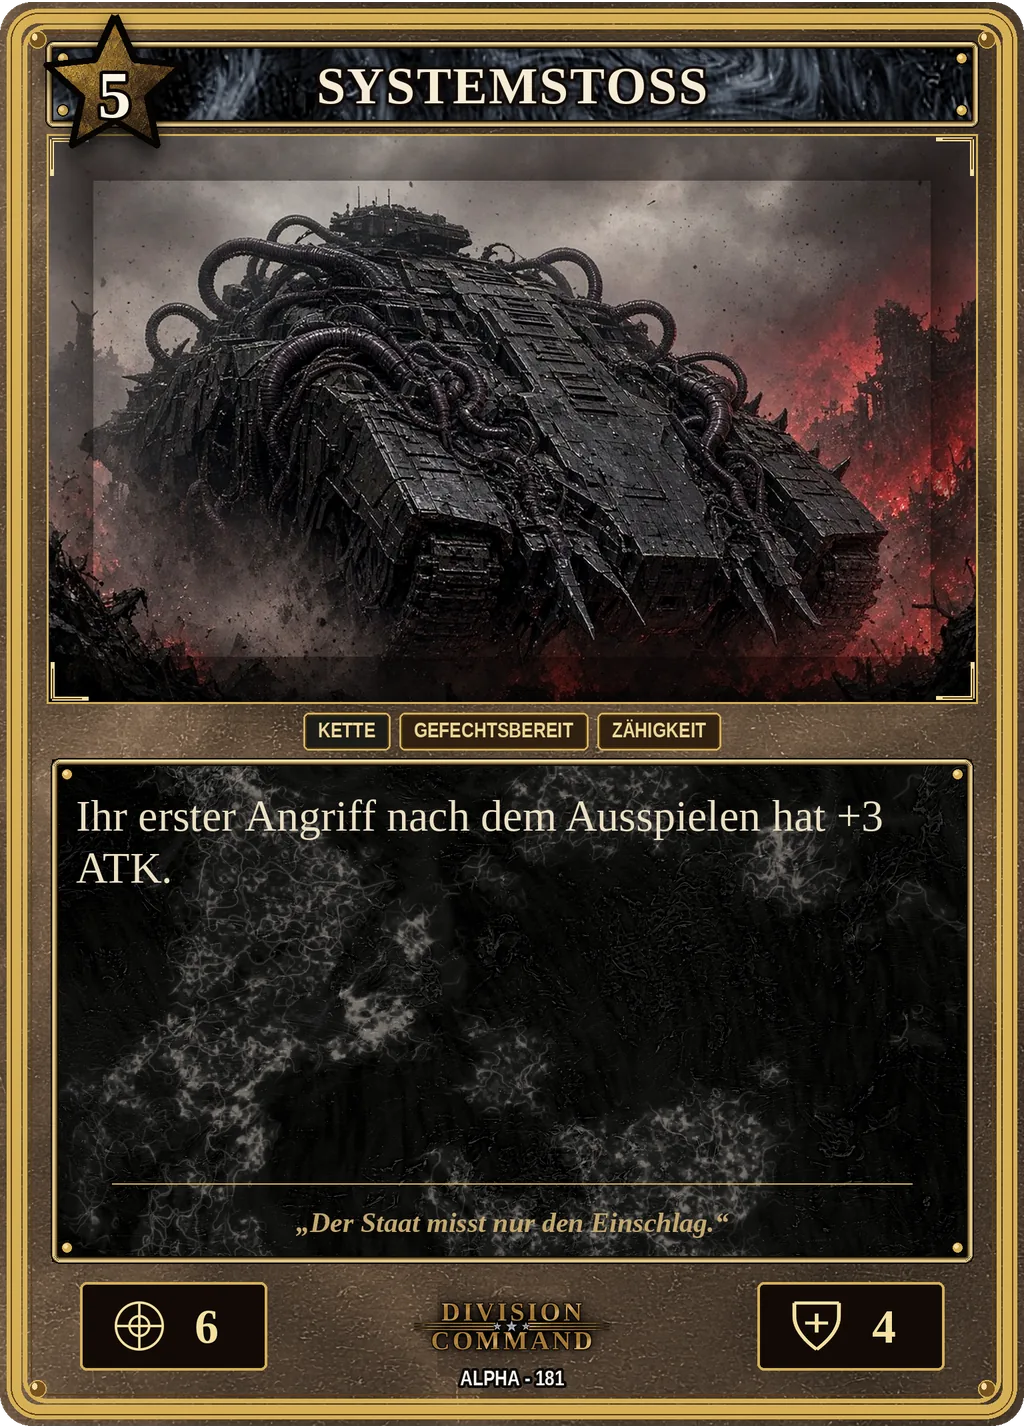 5
SYSTEMSTOSS
KETTE GEFECHTSBEREIT ZÄHIGKEIT
Ihr erster Angriff nach dem Ausspielen hat +3
ATK.
„Der Staat misst nur den Einschlag.“
6
DIVISION
COMMAND
4
ALPHA - 181